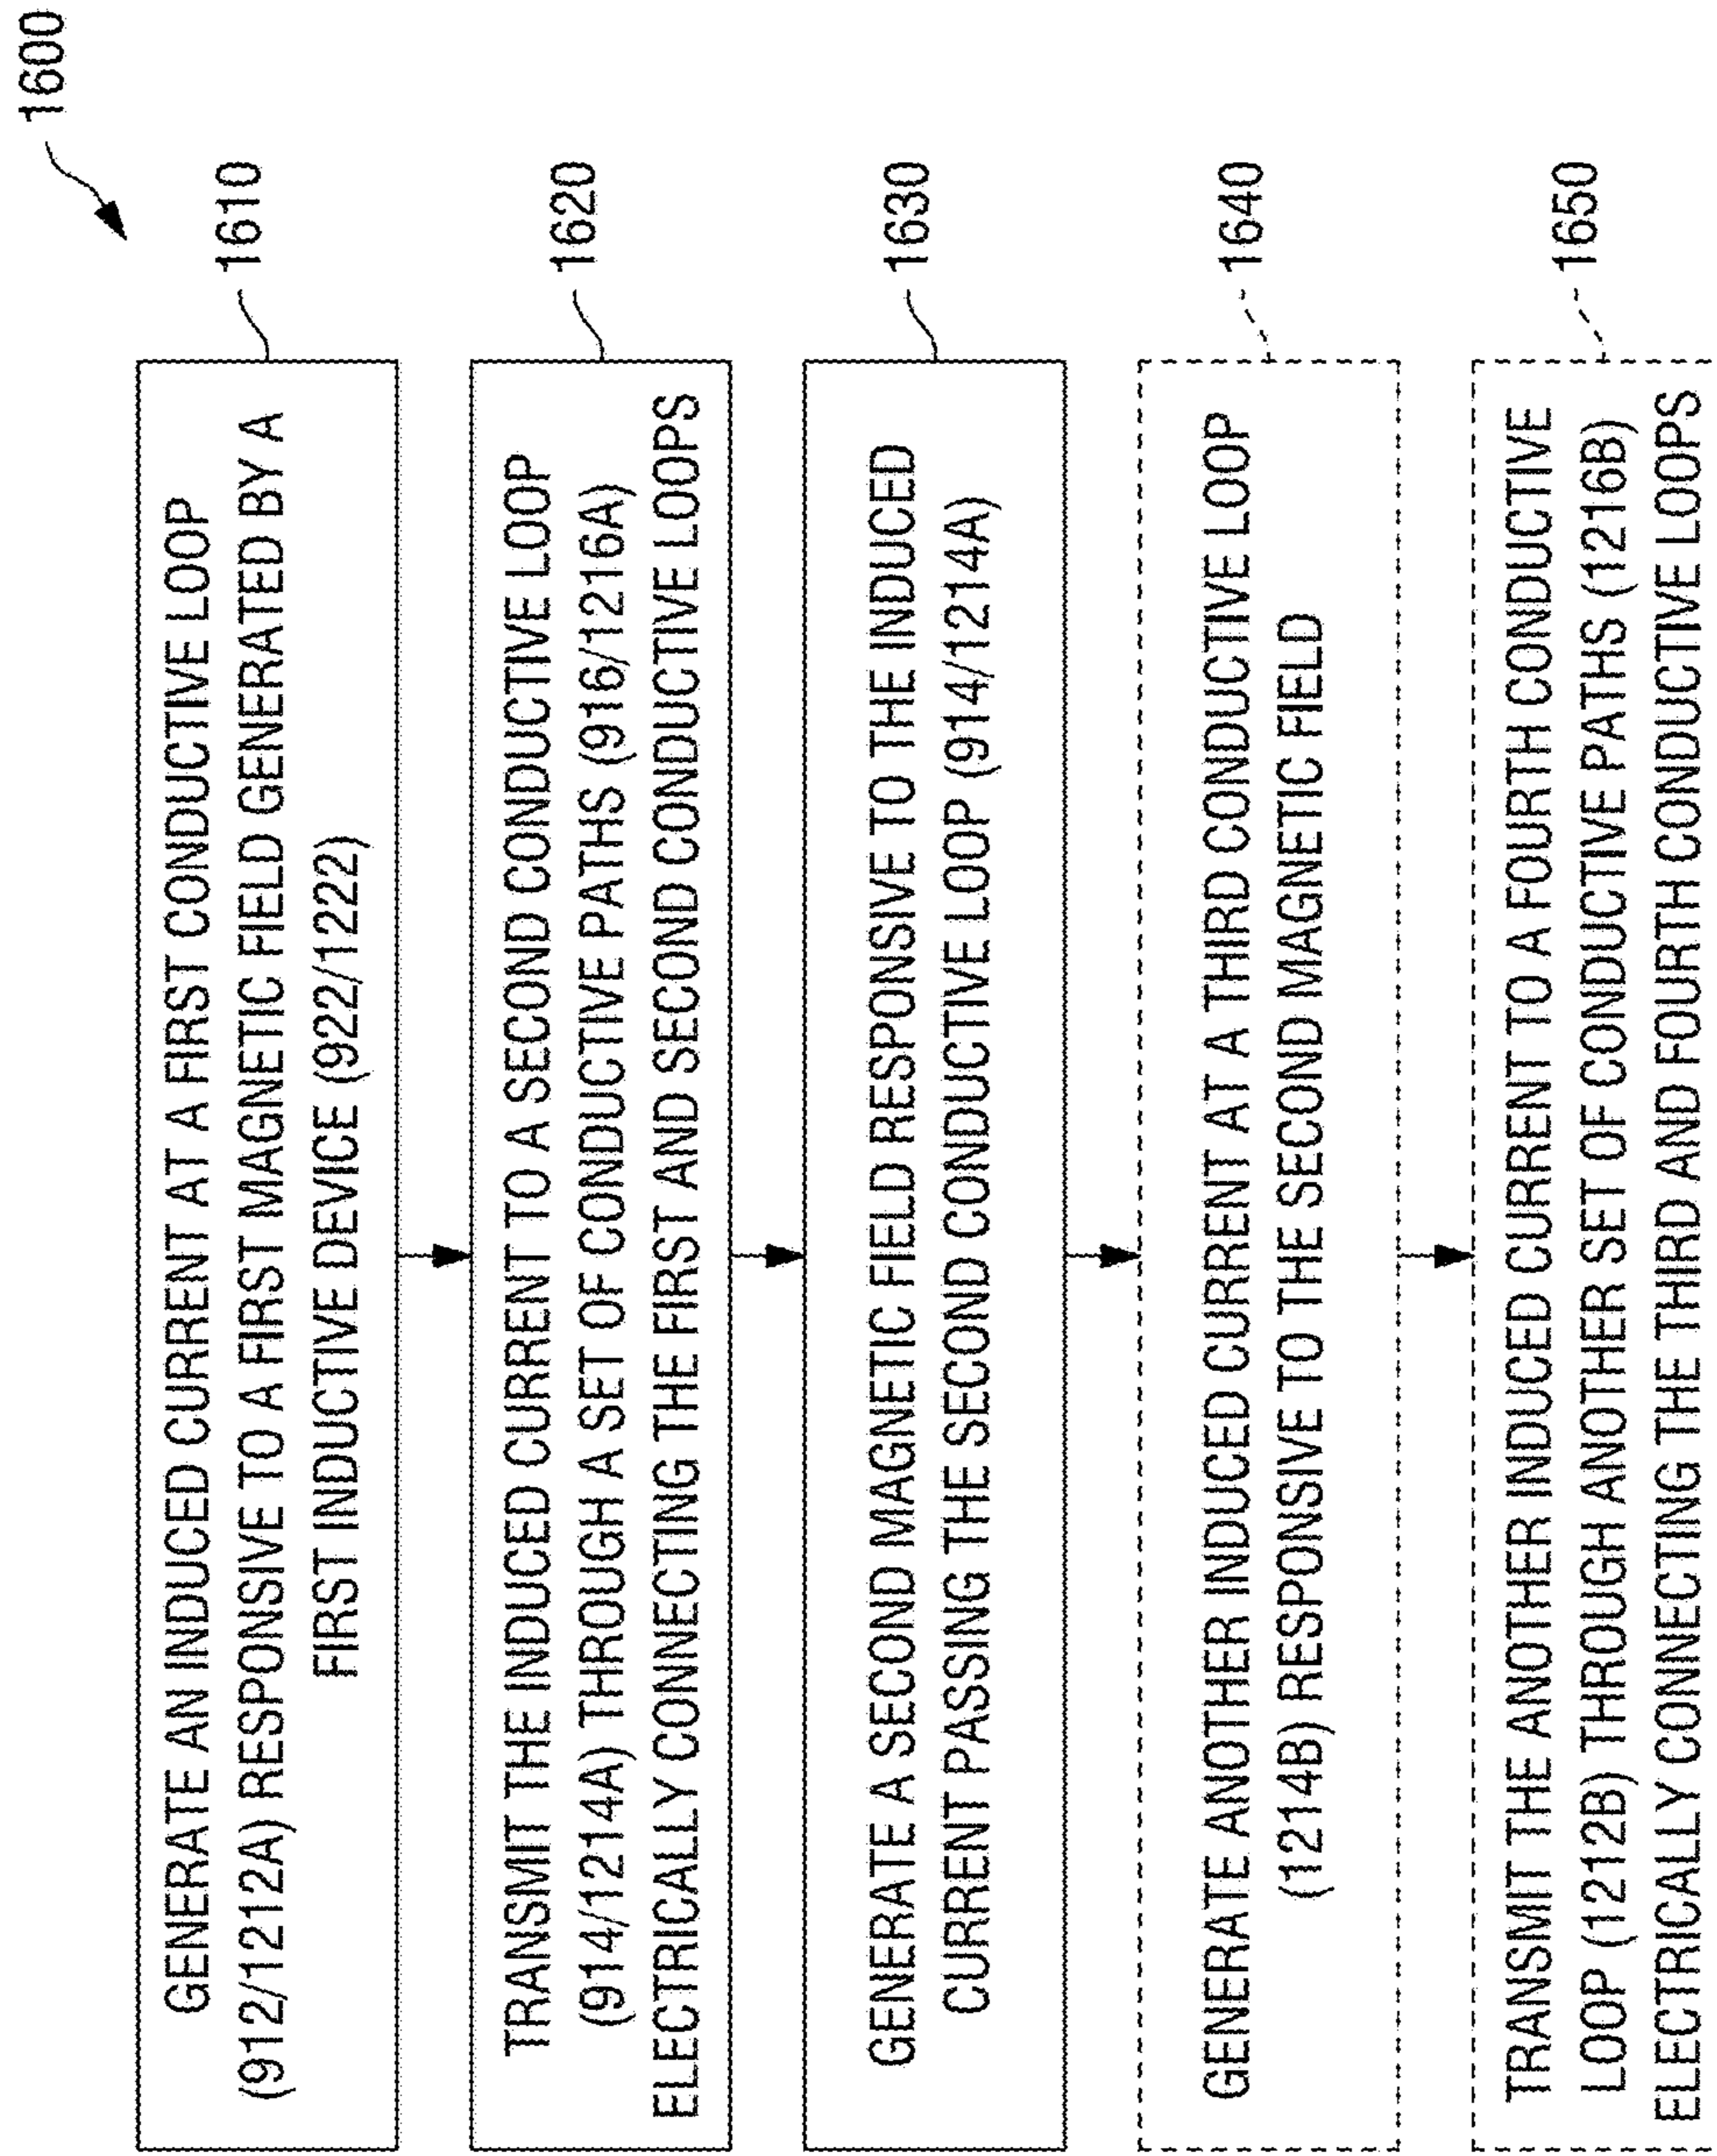 1600
GENERATE AN INDUCED CURRENT AT A FIRST CONDUCTIVE LOOP
(912/1212A) RESPONSIVE TO A FIRST MAGNETIC FIELD GENERATED BY A
FIRST INDUCTIVE DEVICE (922/1222)
1610
TRANSMIT THE INDUCED CURRENT TO A SECOND CONDUCTIVE LOOP
(914/1214A) THROUGH A SET OF CONDUCTIVE PATHS (916/1216A)
ELECTRICALLY CONNECTING THE FIRST AND SECOND CONDUCTIVE LOOPS
1620
GENERATE A SECOND MAGNETIC FIELD RESPONSIVE TO THE INDUCED
CURRENT PASSING THE SECOND CONDUCTIVE LOOP (914/1214A)
1630
GENERATE ANOTHER INDUCED CURRENT AT A THIRD CONDUCTIVE LOOP
(1214B) RESPONSIVE TO THE SECOND MAGNETIC FIELD
1640
TRANSMIT THE ANOTHER INDUCED CURRENT TO A FOURTH CONDUCTIVE
LOOP (1212B) THROUGH ANOTHER SET OF CONDUCTIVE PATHS (1216B)
ELECTRICALLY CONNECTING THE THIRD AND FOURTH CONDUCTIVE LOOPS
1650